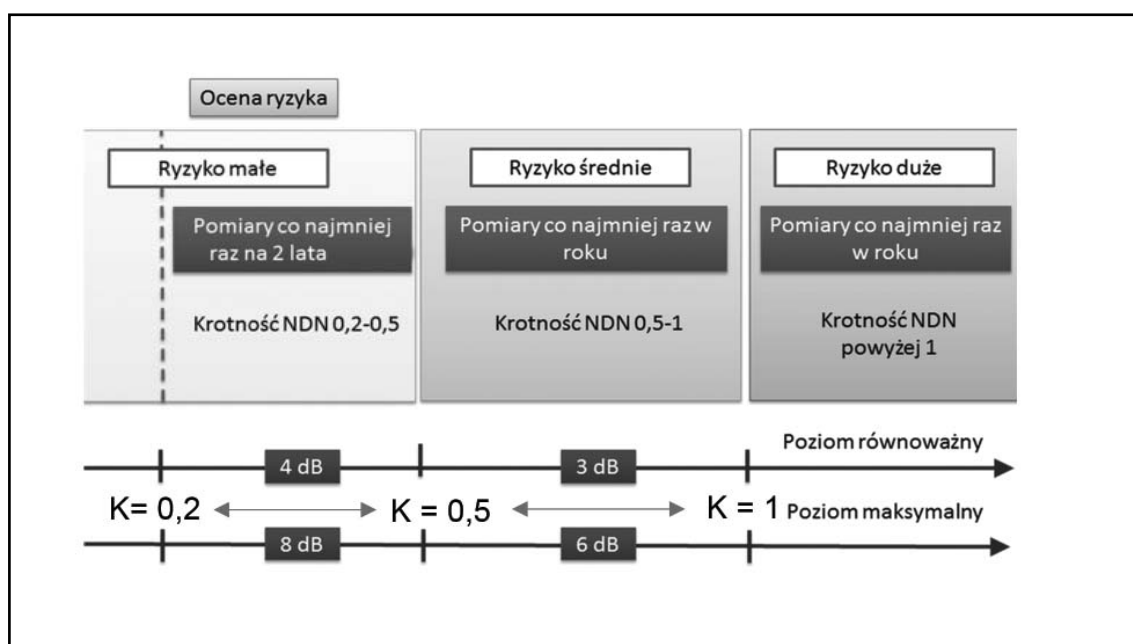 Ocena ryzyka
Ryzyko małe
Pomiary co najmniej
raz na 2 lata
Krotność NDN 0,2-0,5
Ryzyko średnie
Pomiary co najmniej raz w
roku
Krotność NDN 0,5-1
Ryzyko duże
Pomiary co najmniej raz
w roku
Krotność NDN
powyżej 1
4 dB
3 dB
Poziom równoważny
K= 0,2
K = 0,5
K = 1
Poziom maksymalny
8 dB
6 dB